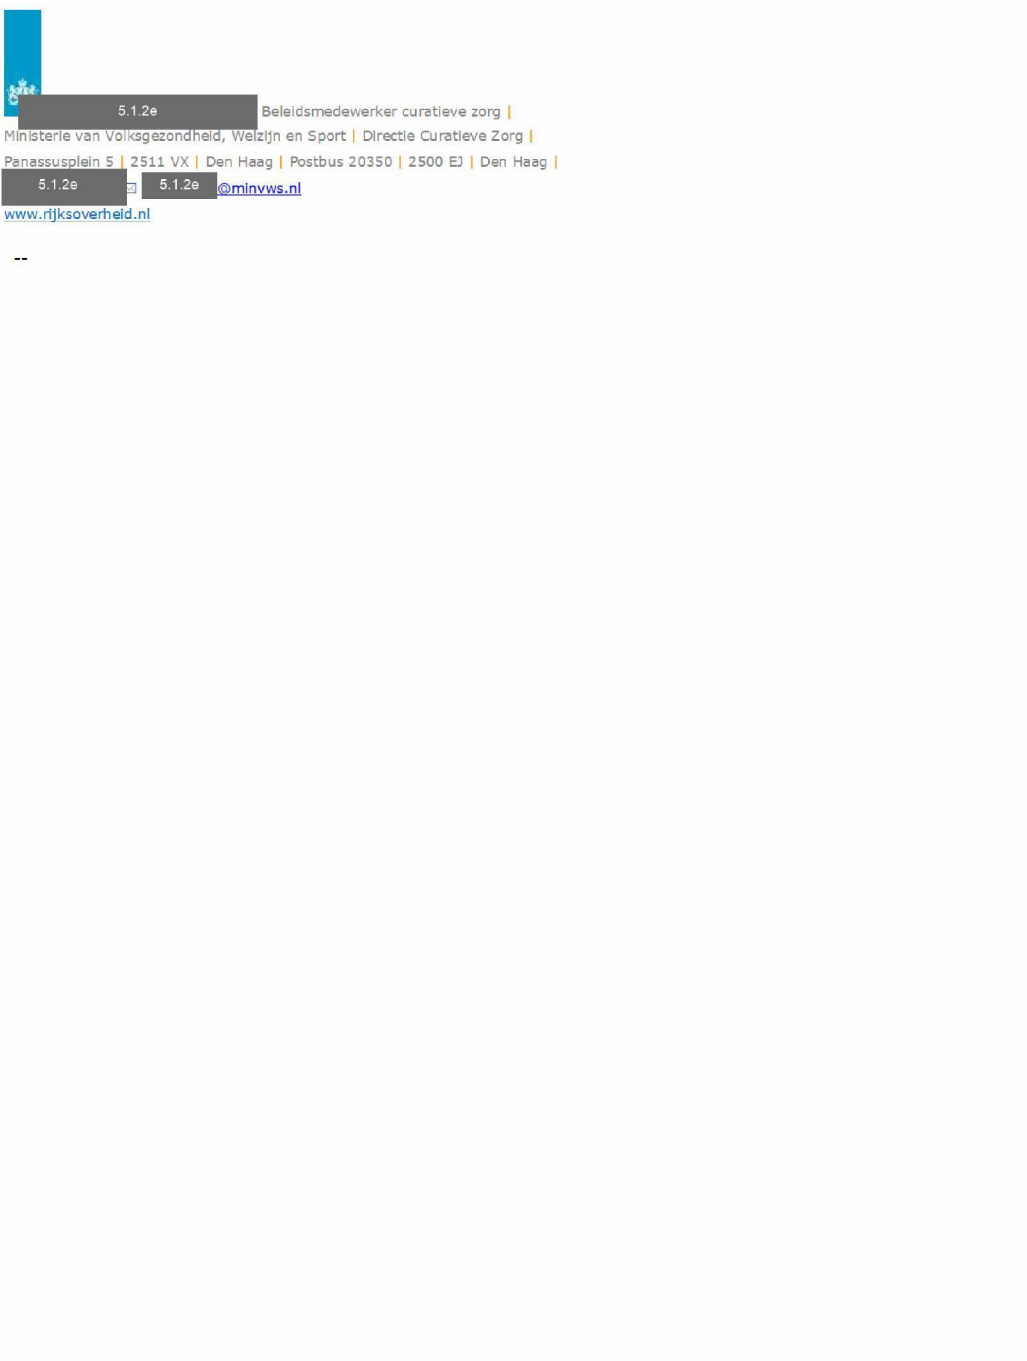 5.1.2e Beleidsmedewerker curatieve zorg |
Ministerie van Volksgezondheid, Welzijn en Sport | Directie Curatieve Zorg |
Panassusplein 5 | 2511 VX | Den Haag | Postbus 20350 | 2500 EJ | Den Haag |
5.1.2e 5.1.2e @minvws.nl
www.rijksoverheid.nl
--